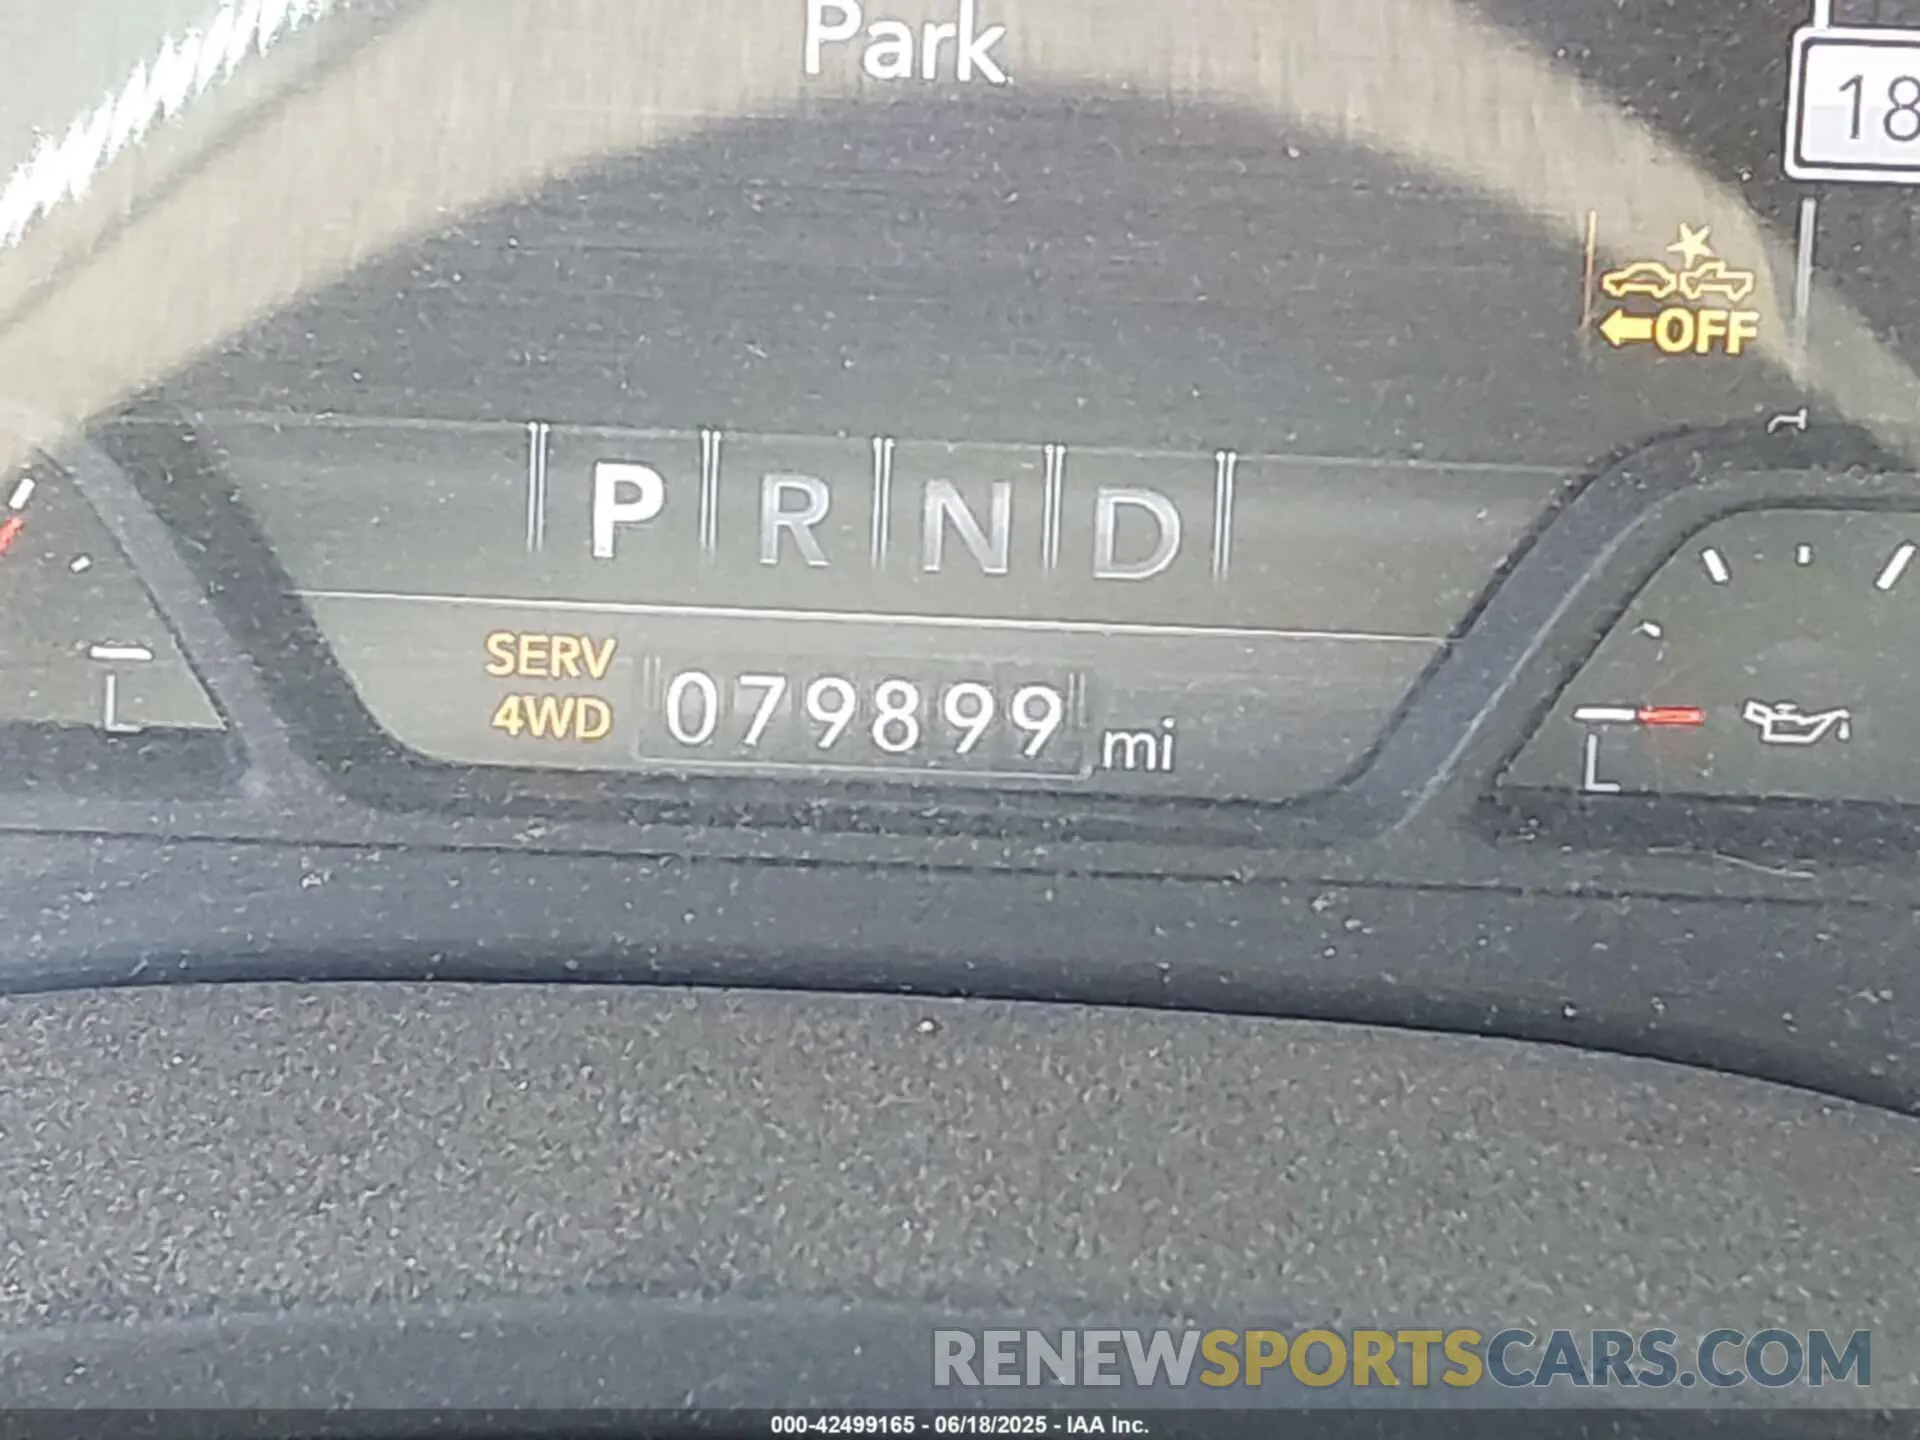 Park
18
OFF
P R N D
SERV
4WD
079899 mi
L
L
RENEWSPORTSCARS.COM
000-42499165 - 06/18/2025 - IAA Inc.